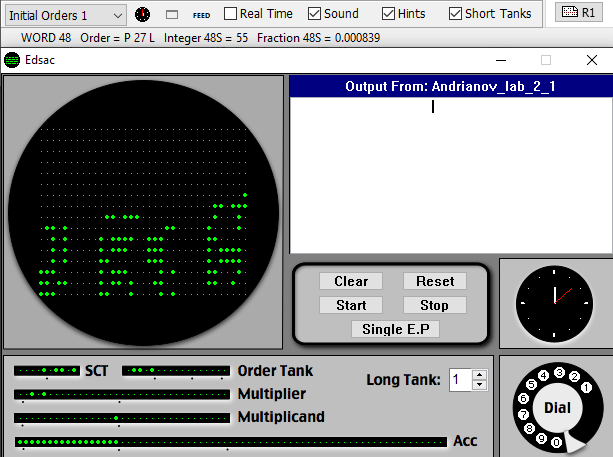 Initial Orders 1 FEED Real Time Sound Hints Short Tanks R1
WORD 48 Order = P 27 L Integer 48S = 55 Fraction 48S = 0.000839
Edsac
Output From: Andrianov_lab_2_1
Clear Reset
Start Stop
Single E.P
SCT Order Tank
Long Tank: 1
Multiplier
Multiplicand
Acc
1
2
3
4
5
6
7
8
9
0
Dial